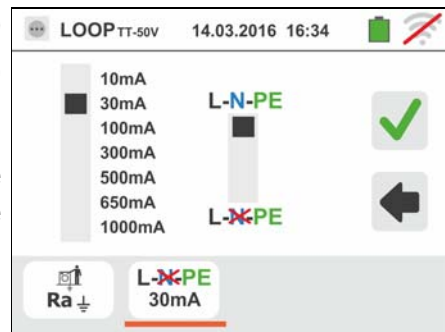 LOOP TT-50V 14.03.2016 16:34
10mA
30mA
100mA
300mA
500mA
650mA
1000mA
L-N-PE
L-N-PE
Ra
L-N-PE
30mA